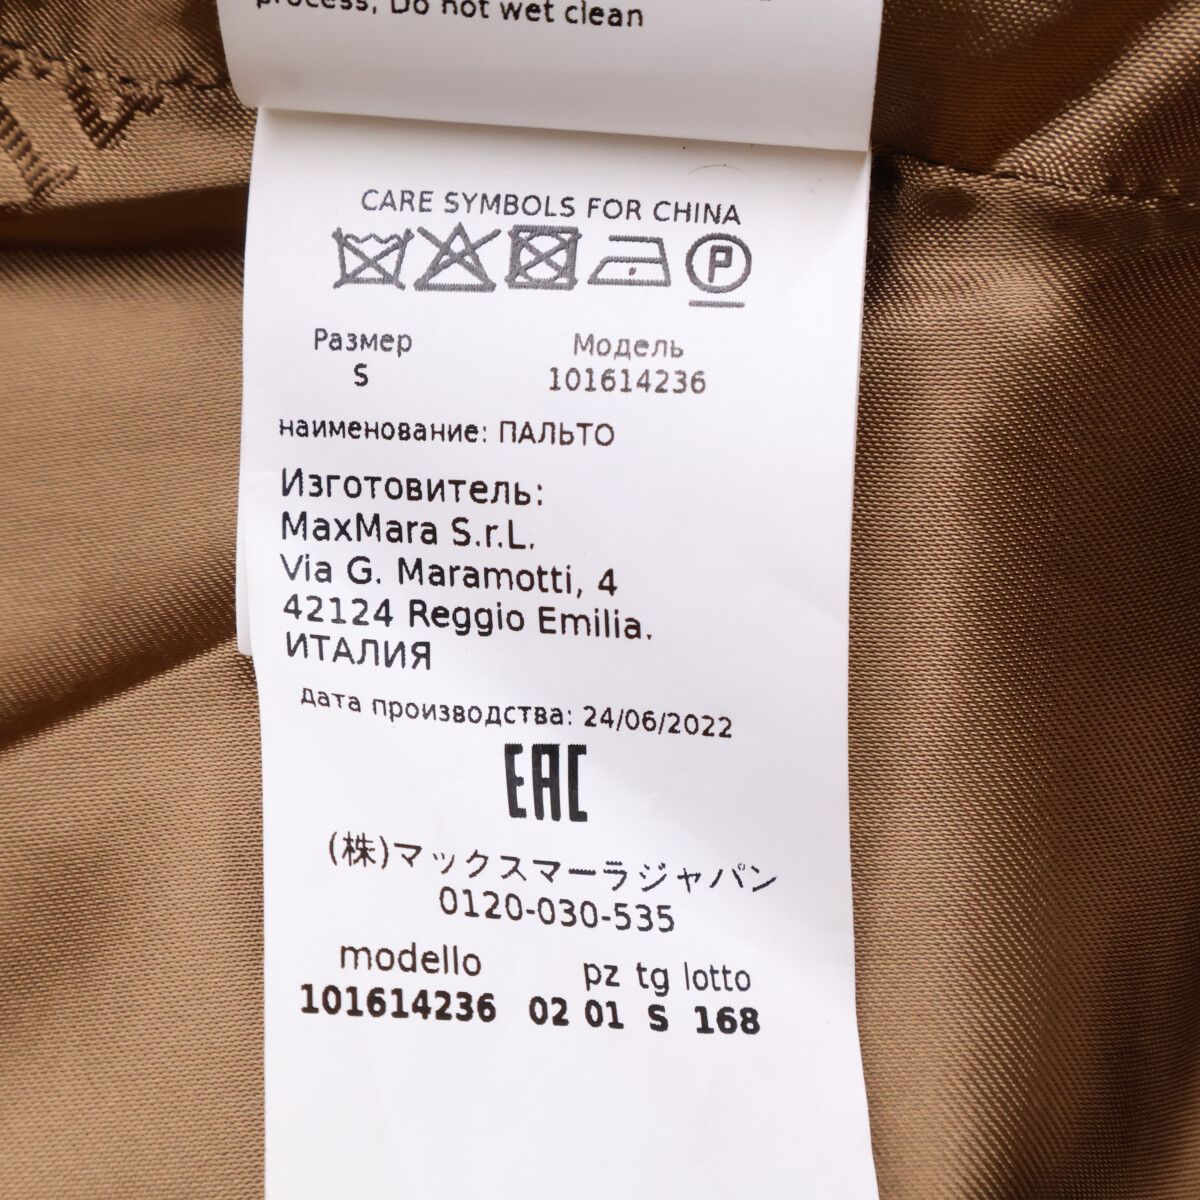 process, Do not wet clean
CARE SYMBOLS FOR CHINA
P
Размер Модель
S 101614236
наименование: ПАЛЬТО
Изготовитель:
MaxMara S.r.L.
Via G. Maramotti, 4
42124 Reggio Emilia.
ИТАЛИЯ
дата производства: 24/06/2022
EAC
(株)マックスマーラジャパン
0120-030-535
modello pz tg lotto
101614236 02 01 S 168